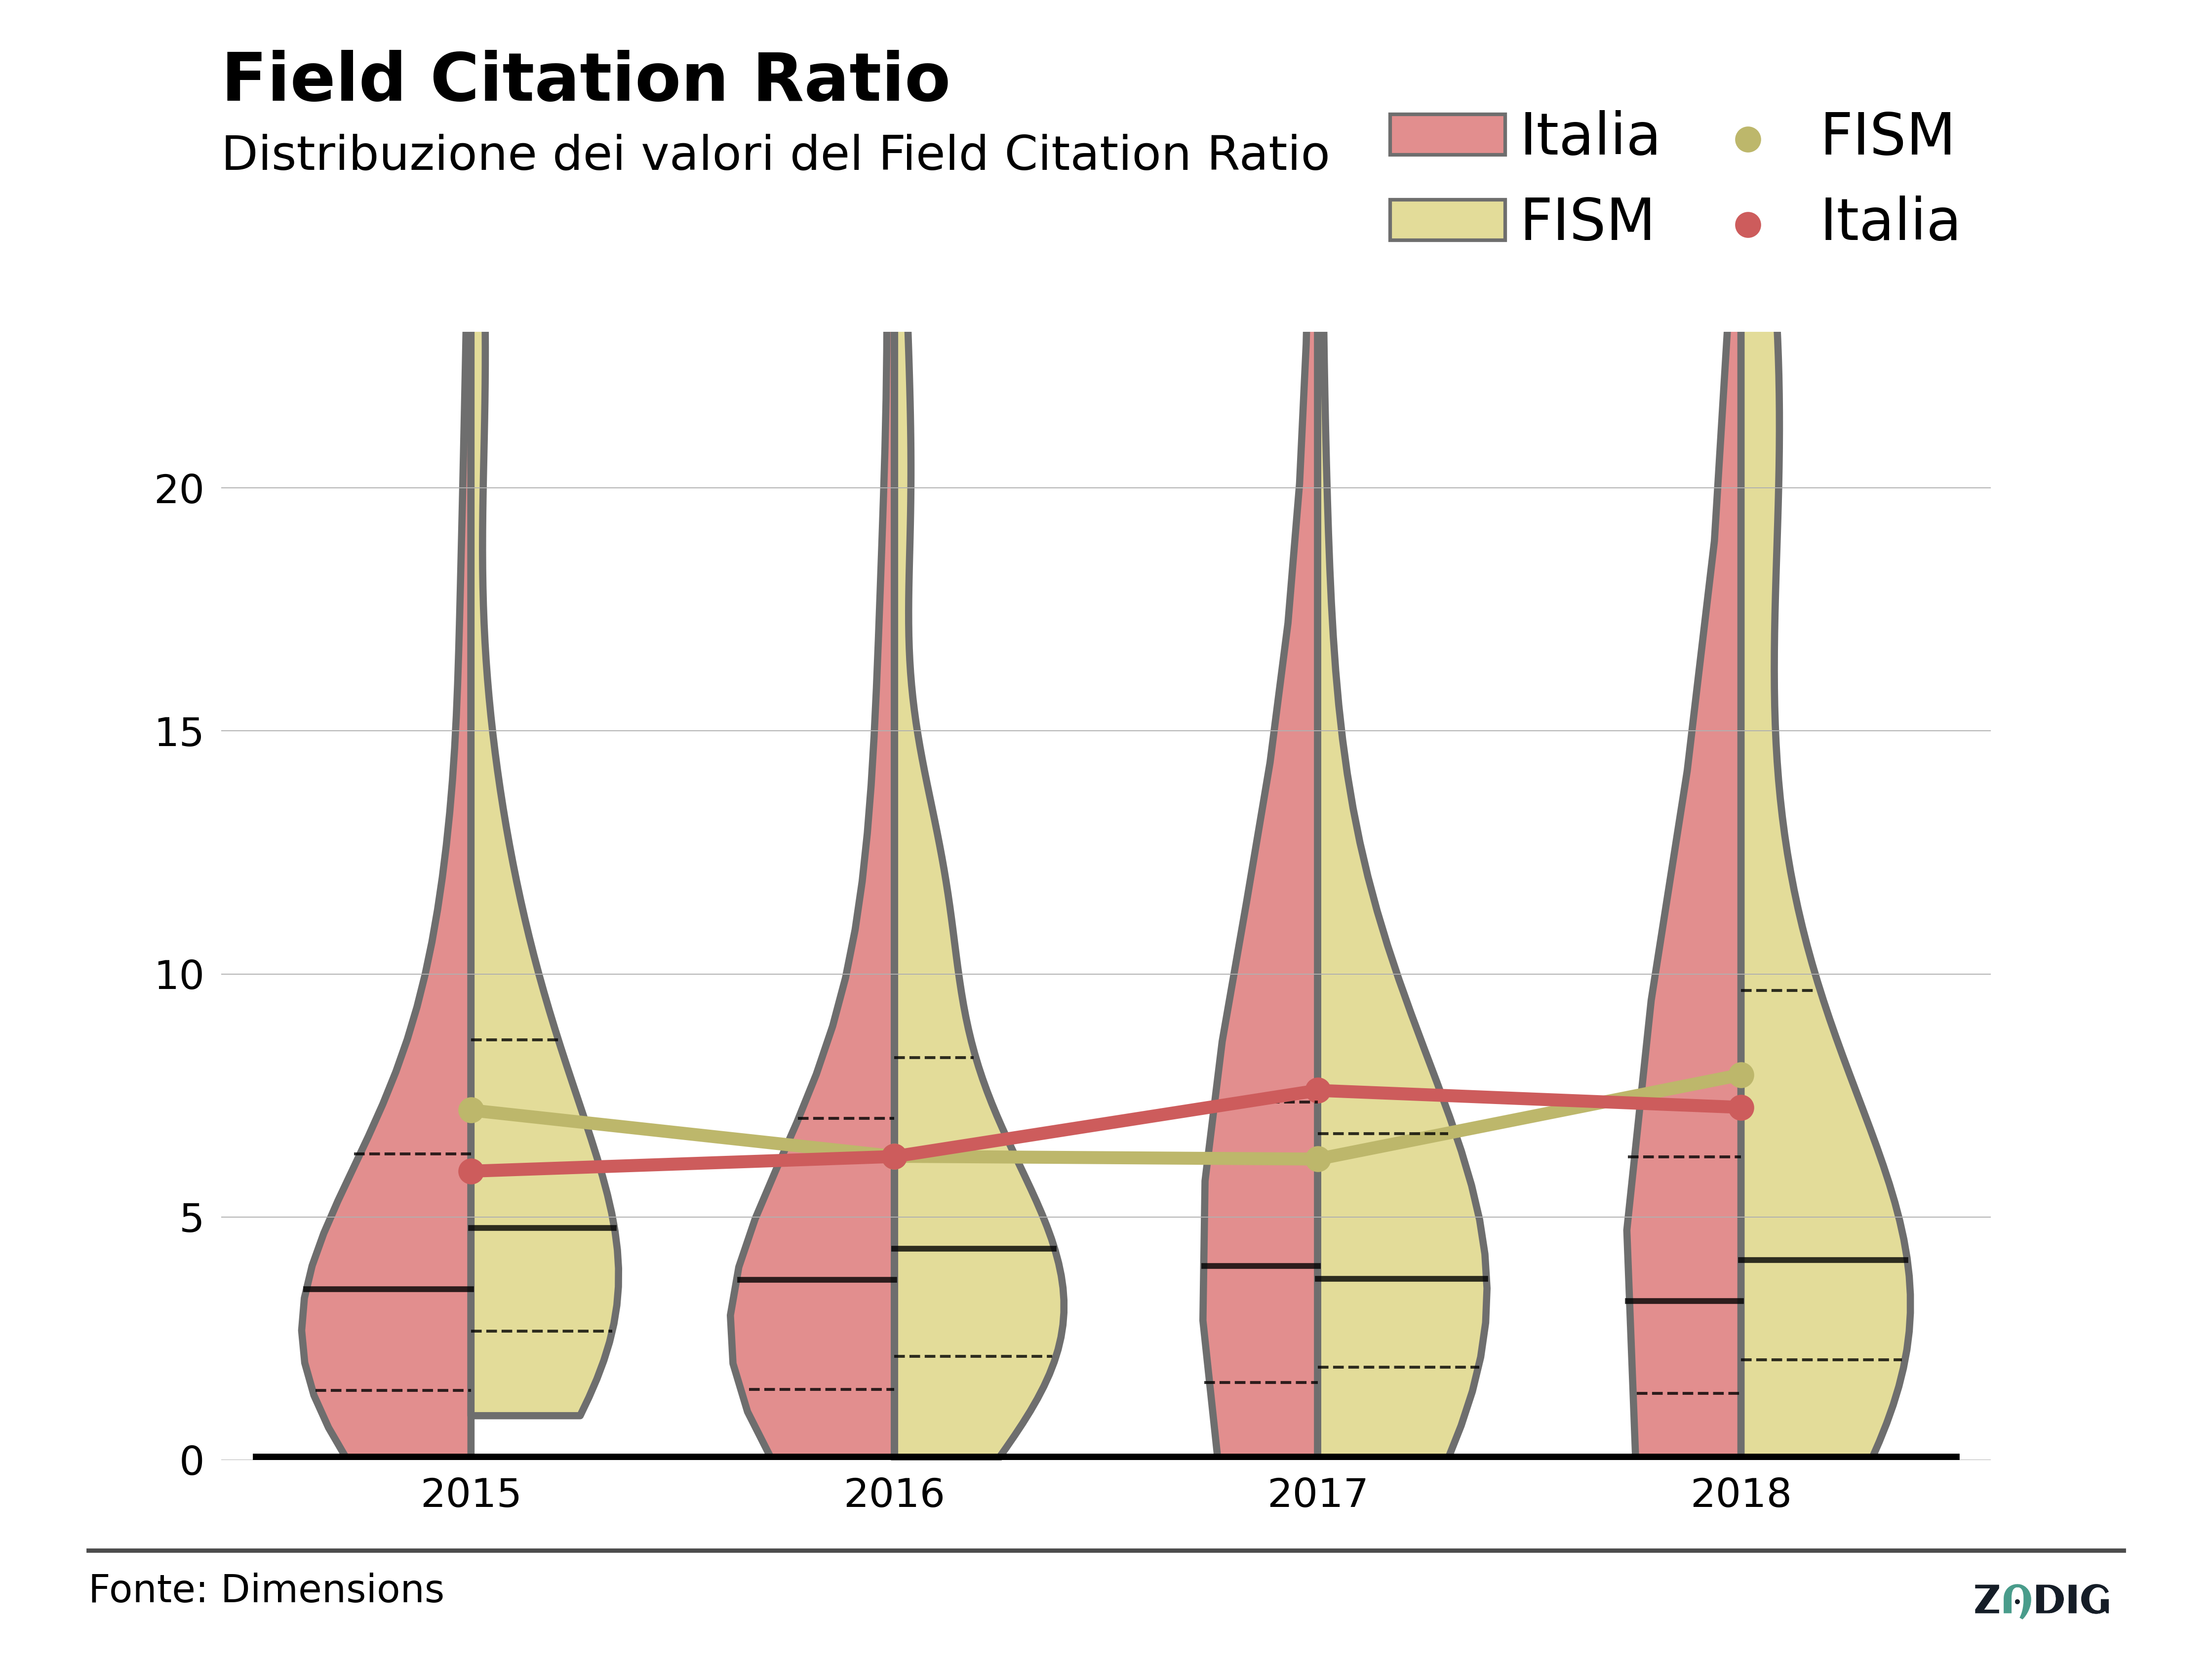 Field Citation Ratio
Distribuzione dei valori del Field Citation Ratio
Italia
FISM
FISM
Italia
20
15
10
5
0
2015 2016 2017 2018
Fonte: Dimensions
ZADIG